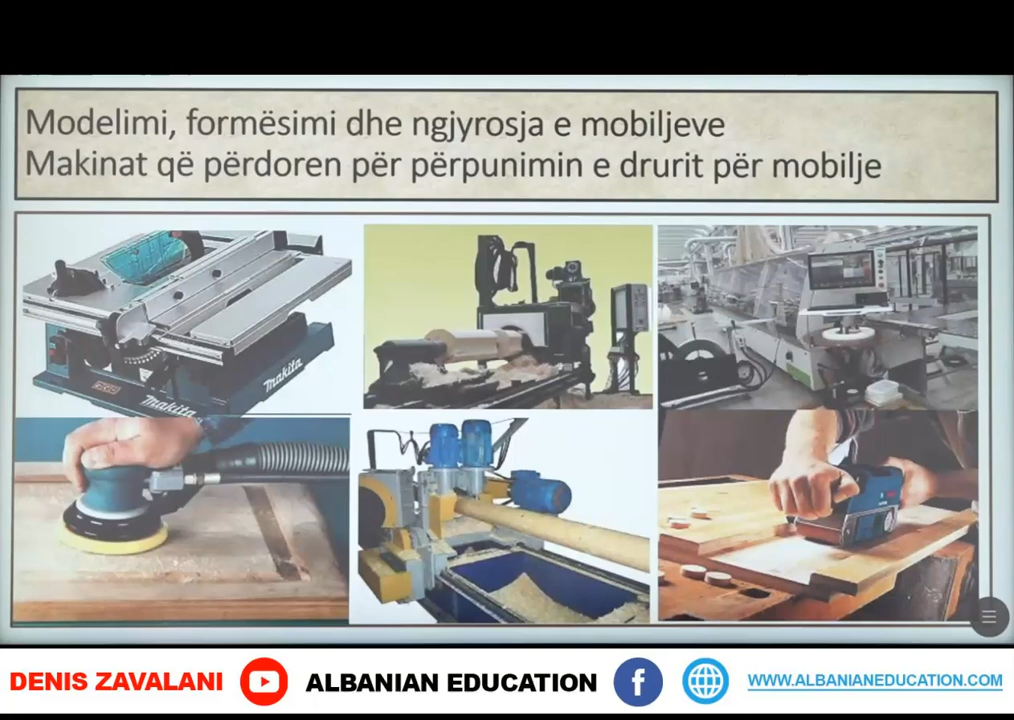 Modelimi, formësimi dhe ngjyrosja e mobiljeve
Makinat që përdoren për përpunimin e drurit për mobilje
makita
makita
DENIS ZAVALANI
ALBANIAN EDUCATION
f
WWW.ALBANIANEDUCATION.COM